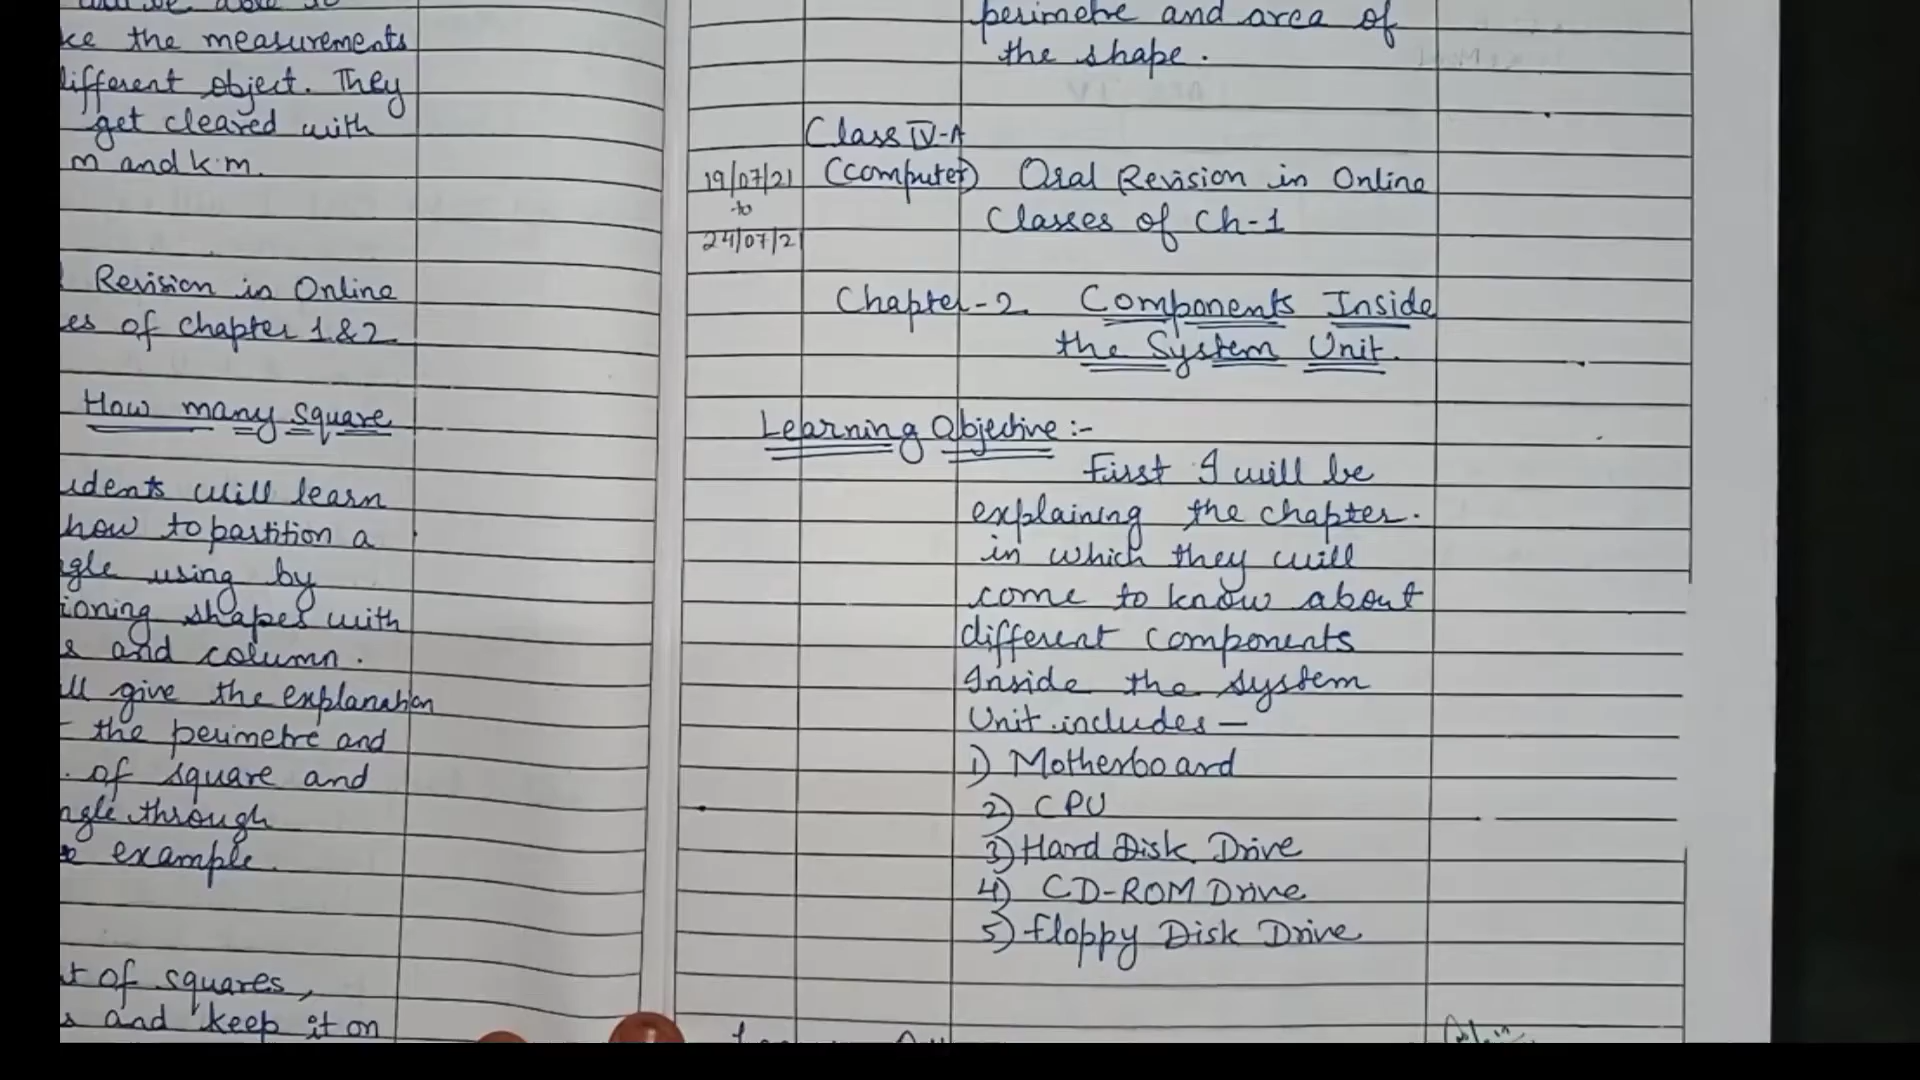 ke the measurements
different object. They
get cleared with
m and k.m.
Revision in Online
es of chapter 1 & 2
How many square
udents will learn
how to partition a
ngle using by
ioning shapes with
s and column.
ll give the explanation
the perimetre and
. of square and
ngle through
example.
t of squares,
s and keep it on
perimetre and area of
the shape.
Class IV-A
19/07/21 (Computer) Oral Revision in Online
to
Classes of Ch-1
24/07/21
Chapter-2. Components Inside
the System Unit.
Learning Objective :-
First I will be
explaining the chapter.
in which they will
come to know about
different components
Inside the system
Unit includes —
1) Motherboard
2) CPU
3) Hard Disk Drive
4) CD-ROM Drive
5) Floppy Disk Drive